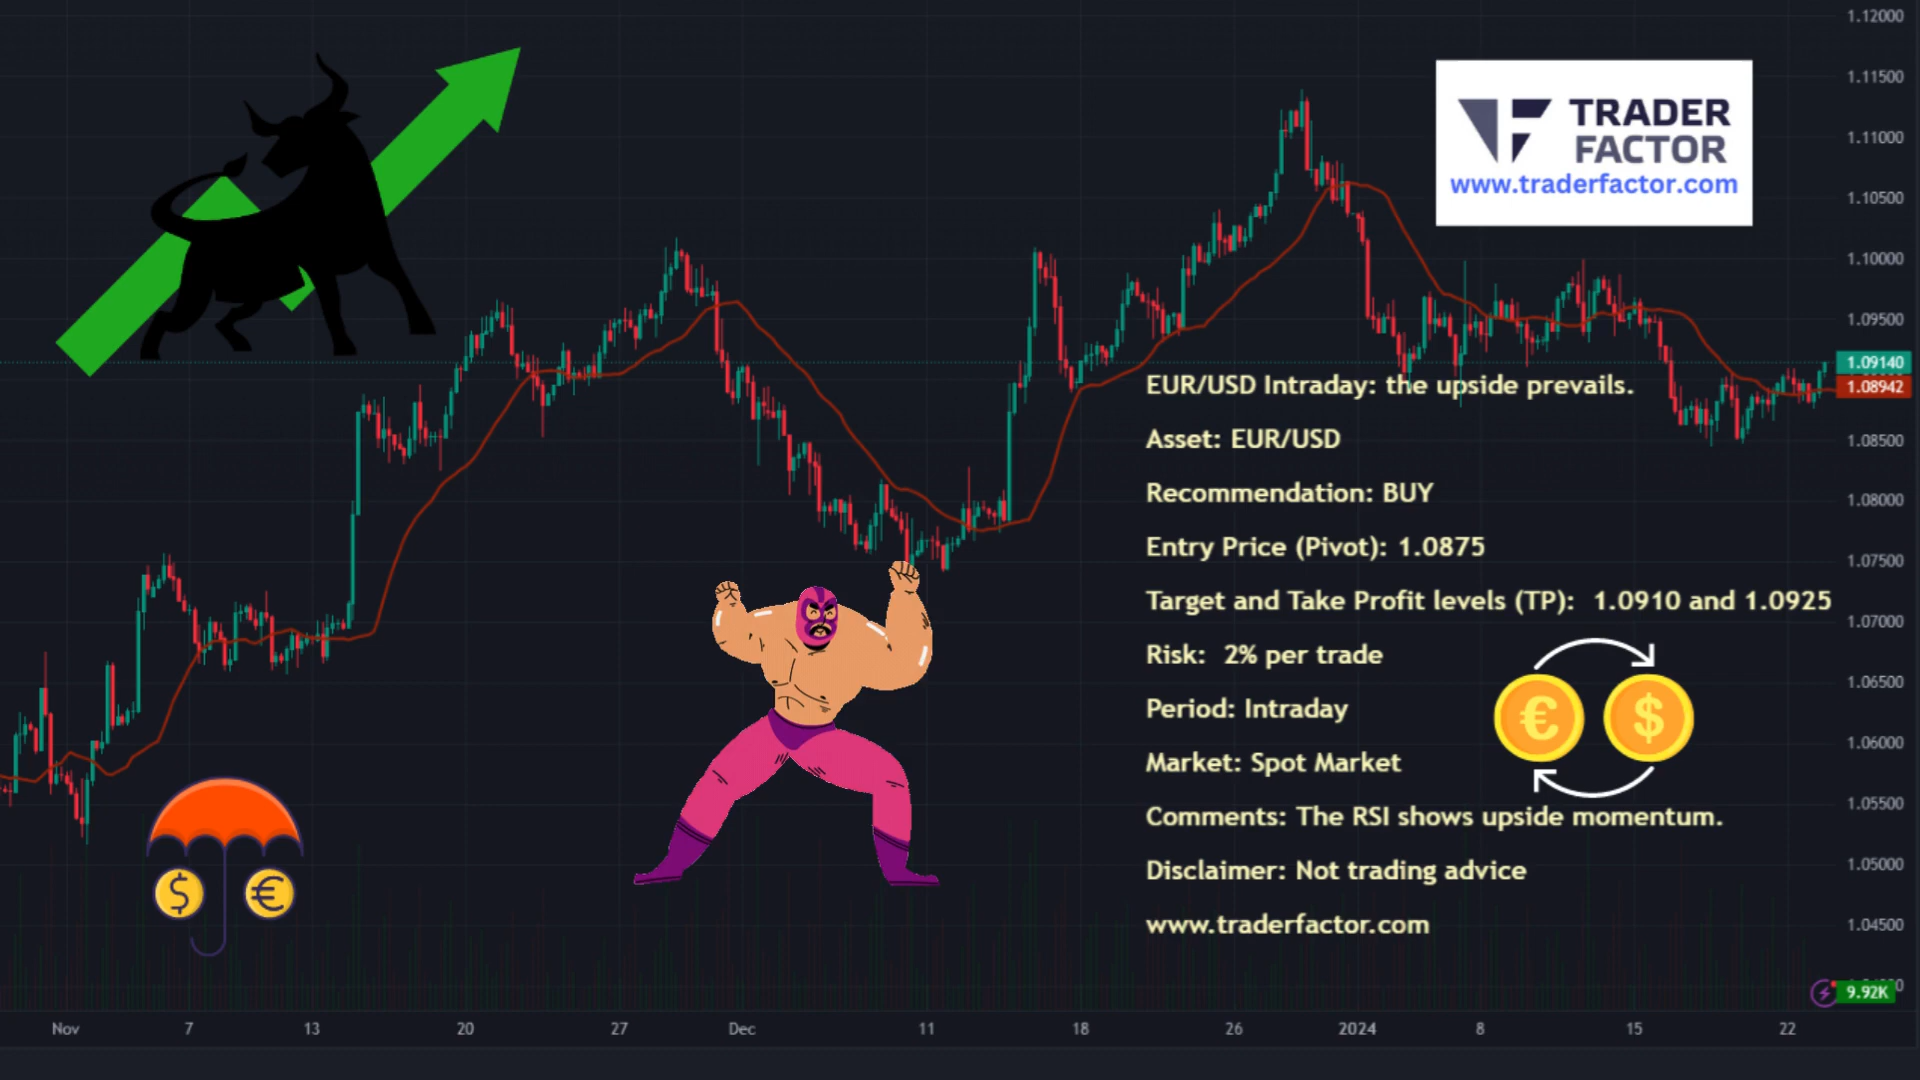 TRADER
FACTOR
www.traderfactor.com
1.12000
1.11500
1.11000
1.10500
1.10000
1.09500
1.09140
1.08942
1.08500
1.08000
1.07500
1.07000
1.06500
1.06000
1.05500
1.05000
1.04500
9.92K
EUR/USD Intraday: the upside prevails.
Asset: EUR/USD
Recommendation: BUY
Entry Price (Pivot): 1.0875
Target and Take Profit levels (TP): 1.0910 and 1.0925
Risk: 2% per trade
Period: Intraday
Market: Spot Market
Comments: The RSI shows upside momentum.
Disclaimer: Not trading advice
www.traderfactor.com
€ $
$ €
Nov 7 13 20 27 Dec 11 18 26 2024 8 15 22